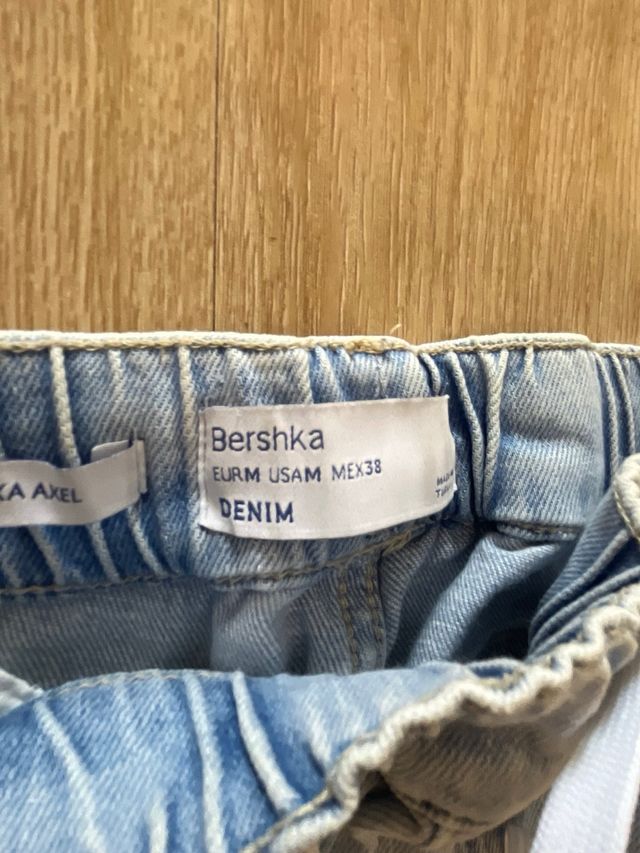 Bershka
EURM USAM MEX38
DENIM
KA AXEL